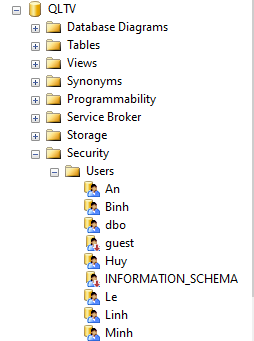 QLTV
Database Diagrams
Tables
Views
Synonyms
Programmability
Service Broker
Storage
Security
Users
An
Binh
dbo
guest
Huy
INFORMATION_SCHEMA
Le
Linh
Minh